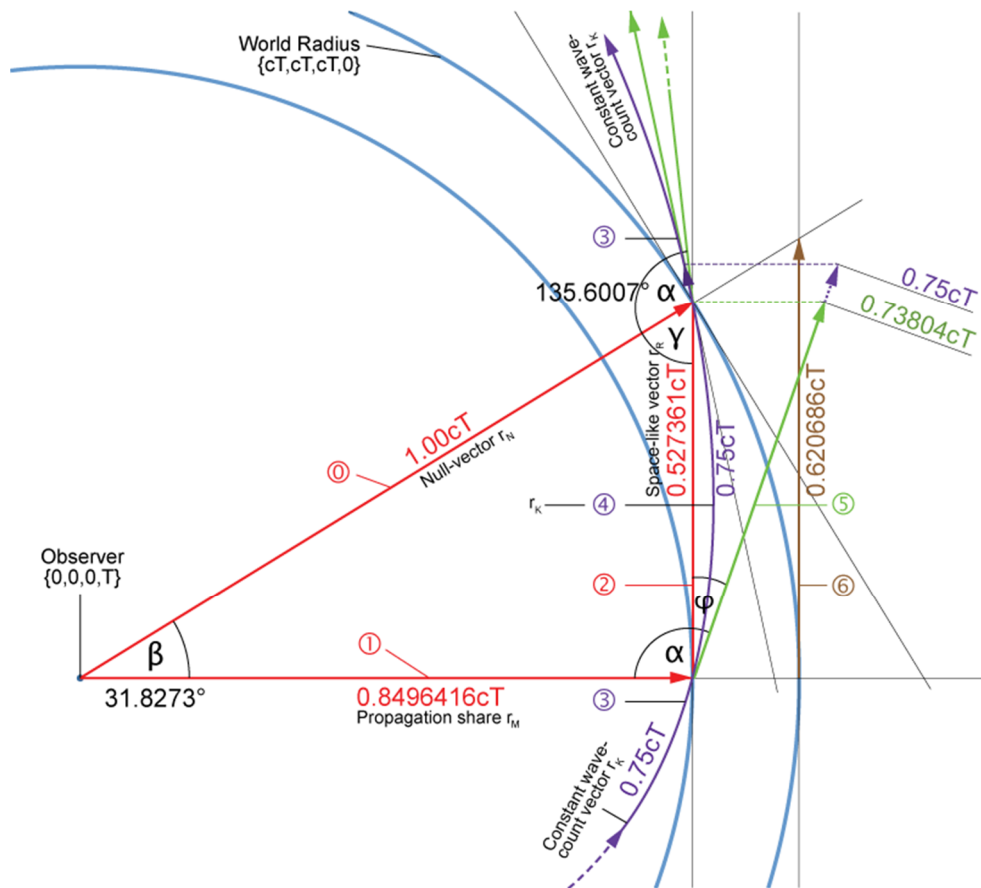 World Radius
{cT,cT,cT,0}
Constant wave-
count vector rK
③
135.6007°
α
γ
0.75cT
0.73804cT
1.00cT
Null-vector rN
⓪
Space-like vector rR
0.527361cT
0.75cT
0.620686cT
rK
④
⑤
Observer
{0,0,0,T}
②
φ
⑥
β
①
α
31.8273°
0.8496416cT
Propagation share rM
③
0.75cT
Constant wave-
count vector rK